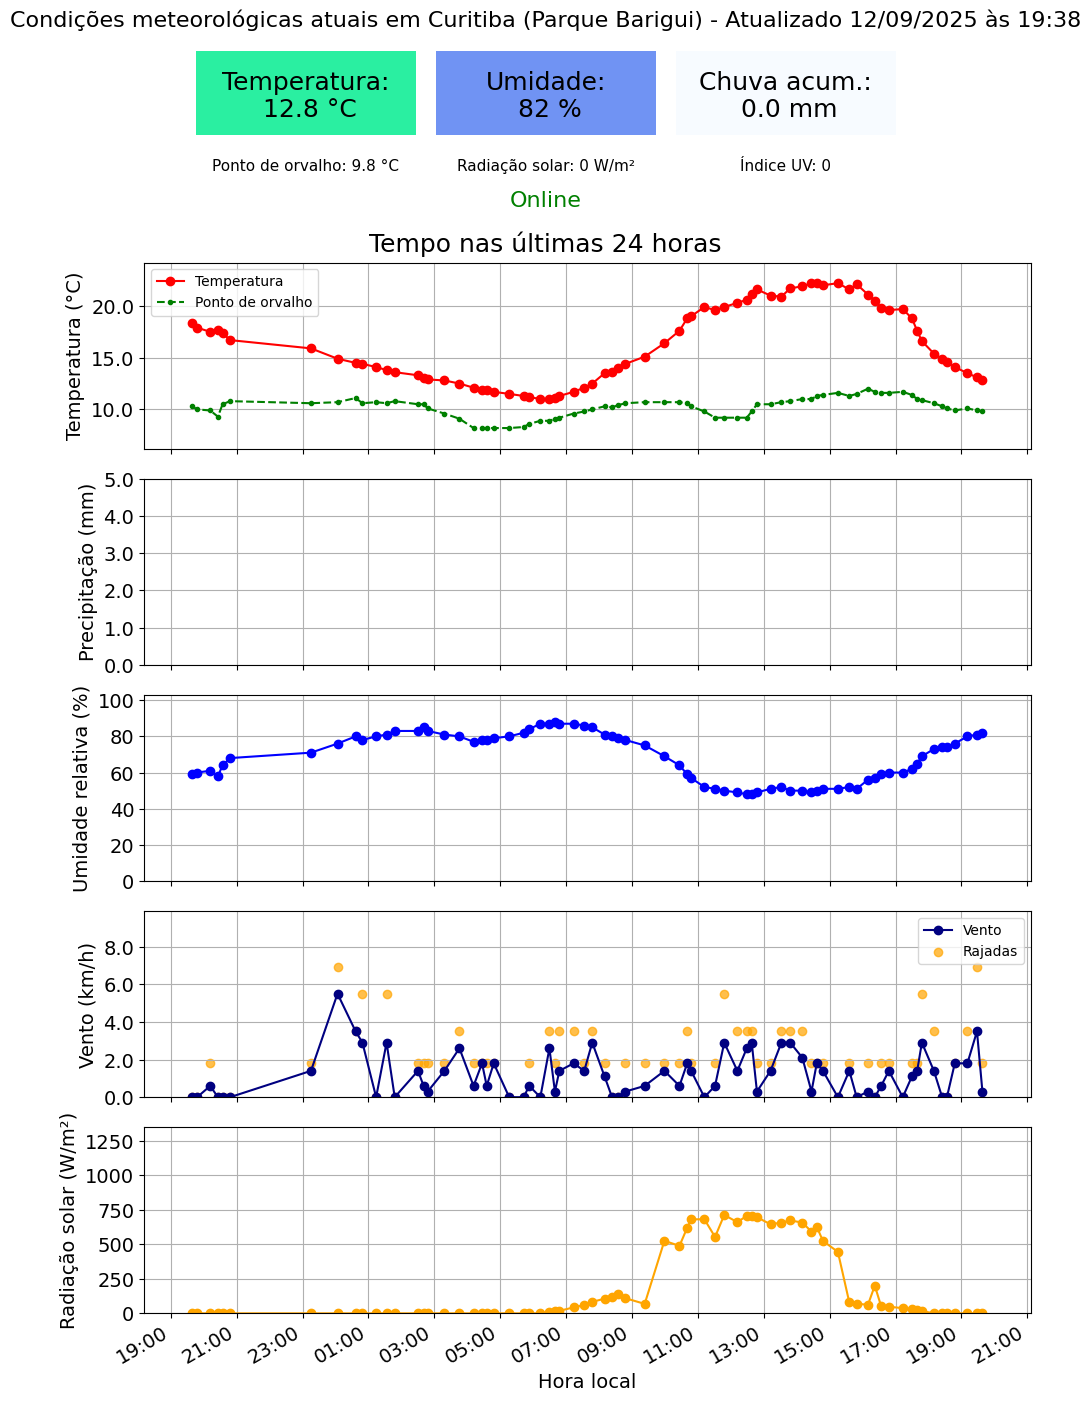 Condições meteorológicas atuais em Curitiba (Parque Barigui) - Atualizado 12/09/2025 às 19:38
Temperatura:
12.8 °C
Umidade:
82 %
Chuva acum.:
0.0 mm
Ponto de orvalho: 9.8 °C
Radiação solar: 0 W/m²
Índice UV: 0
Online
Tempo nas últimas 24 horas
Temperatura (°C)
20.0
15.0
10.0
Temperatura
Ponto de orvalho
Precipitação (mm)
5.0
4.0
3.0
2.0
1.0
0.0
Umidade relativa (%)
100
80
60
40
20
0
Vento (km/h)
8.0
6.0
4.0
2.0
0.0
Vento
Rajadas
Radiação solar (W/m²)
1250
1000
750
500
250
0
19:00
21:00
23:00
01:00
03:00
05:00
07:00
09:00
11:00
13:00
15:00
17:00
19:00
21:00
Hora local